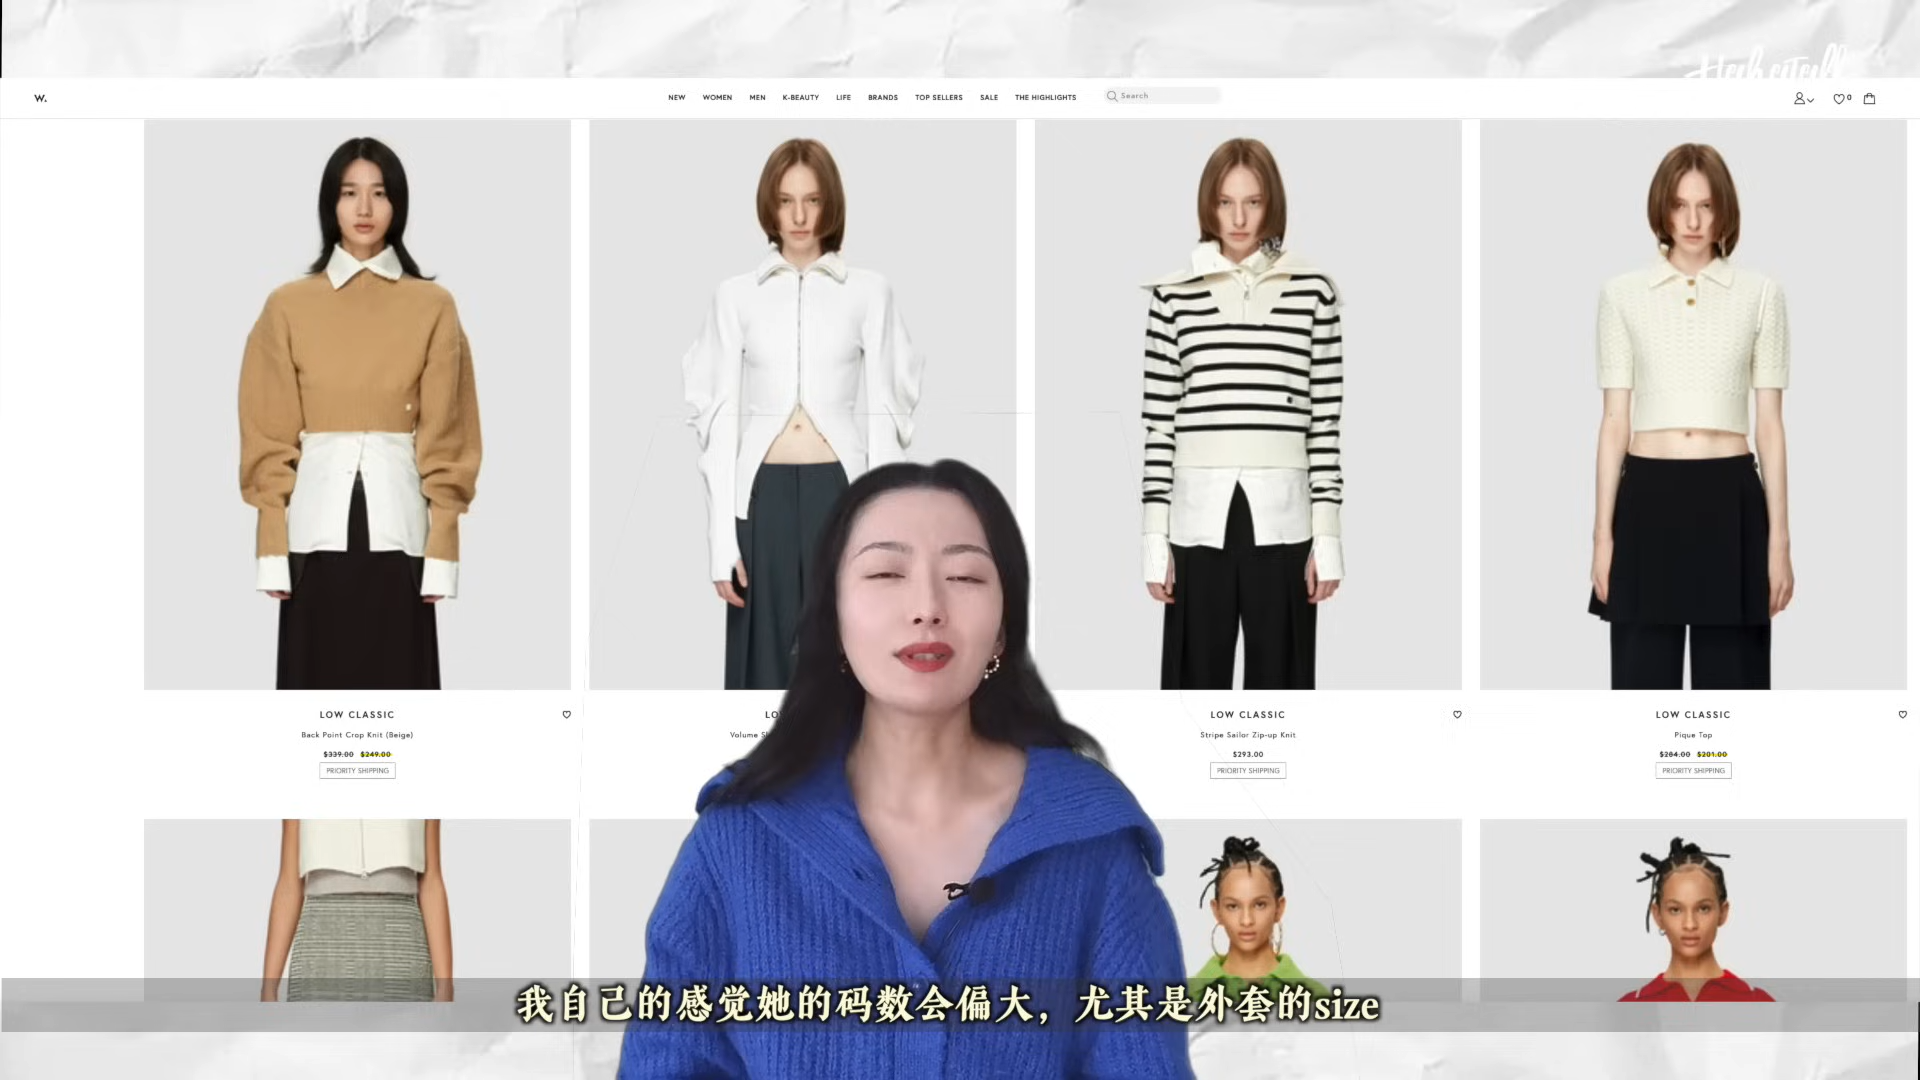 W.
NEW WOMEN MEN K-BEAUTY LIFE BRANDS TOP SELLERS SALE THE HIGHLIGHTS
Search
0
LOW CLASSIC
Back Point Crop Knit (Beige)
$339.00 $249.00
PRIORITY SHIPPING
LO
Volume
LOW CLASSIC
Stripe Sailor Zip-up Knit
$293.00
PRIORITY SHIPPING
LOW CLASSIC
Pique Top
$284.00 $201.00
PRIORITY SHIPPING
我自己的感觉她的码数会偏大，尤其是外套的size